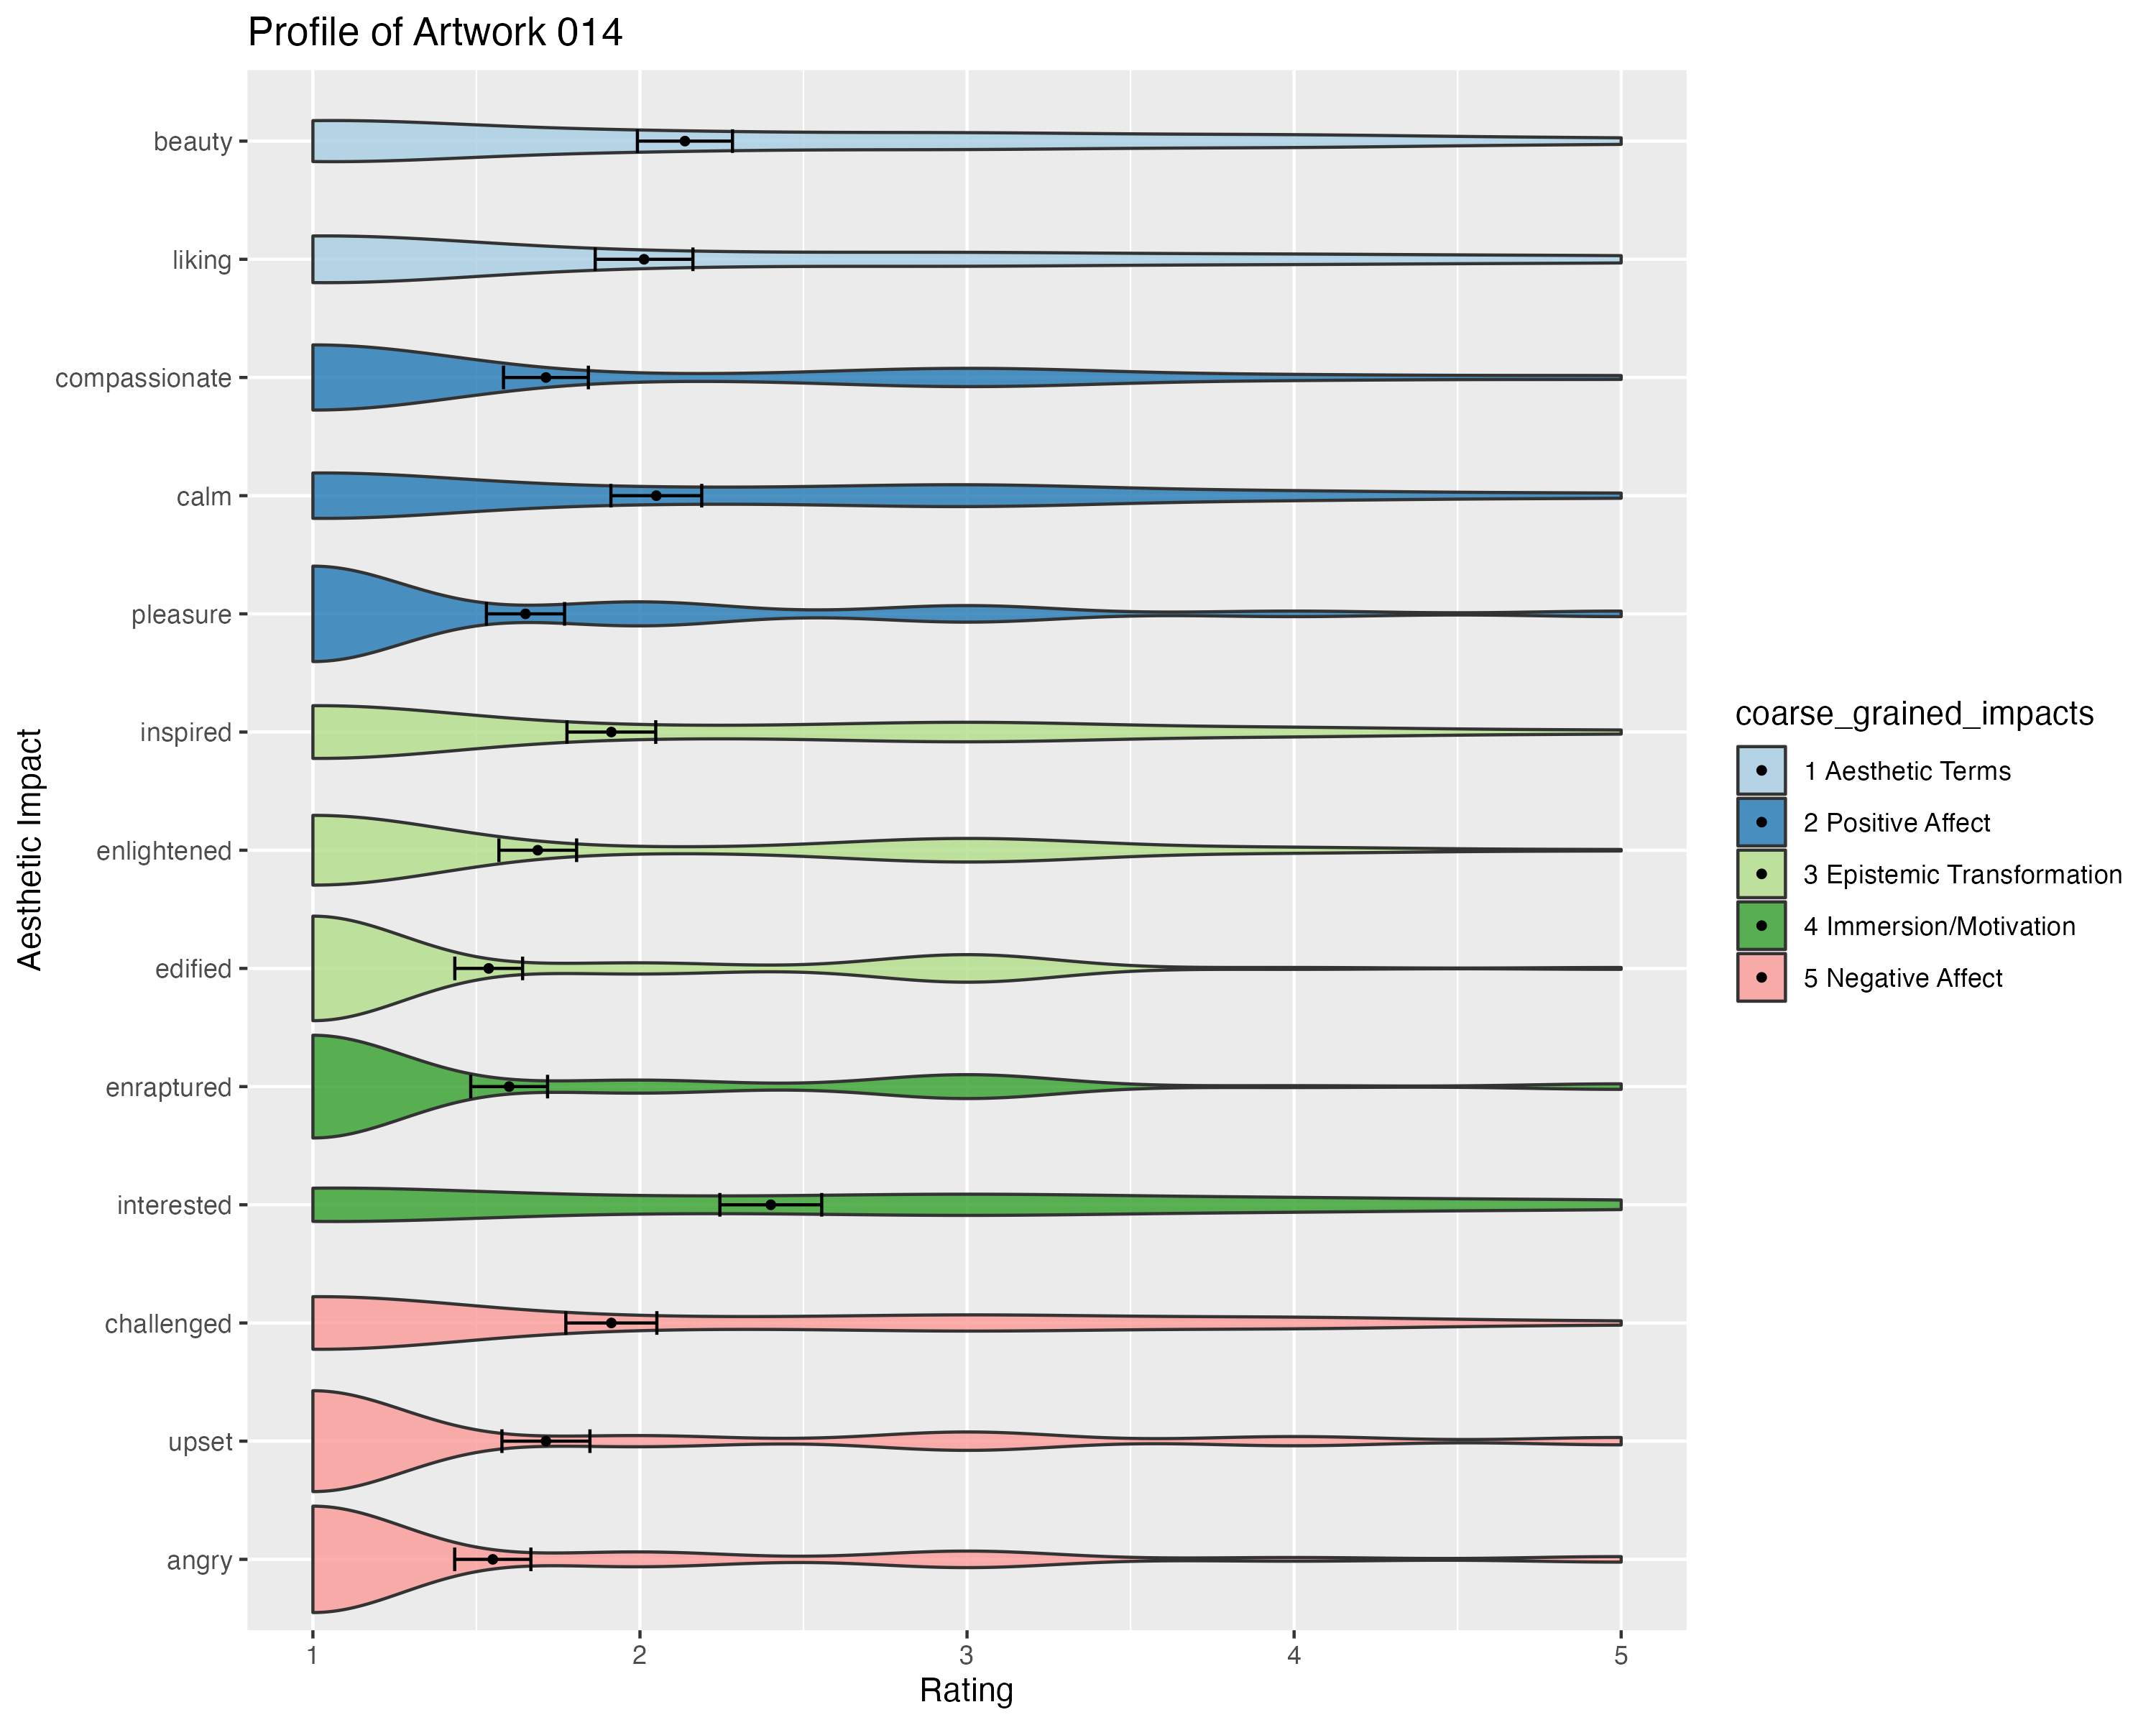 Profile of Artwork 014
beauty
liking
compassionate
calm
pleasure
inspired
enlightened
edified
enraptured
interested
challenged
upset
angry
Aesthetic Impact
1 2 3 4 5
Rating
coarse_grained_impacts
1 Aesthetic Terms
2 Positive Affect
3 Epistemic Transformation
4 Immersion/Motivation
5 Negative Affect